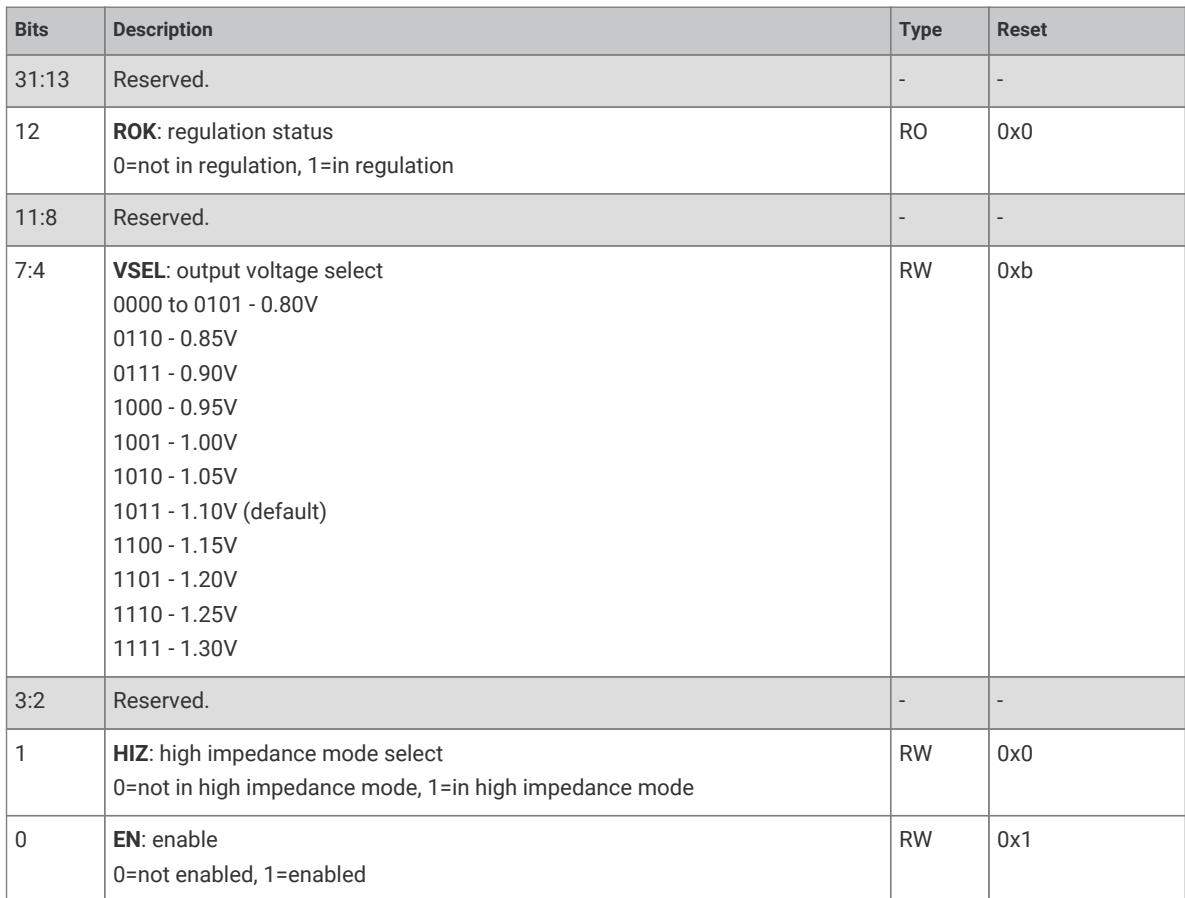 Bits Description Type Reset
31:13 Reserved. - -
12 ROK: regulation status RO 0x0
0=not in regulation, 1=in regulation
11:8 Reserved. - -
7:4 VSEL: output voltage select RW 0xb
0000 to 0101 - 0.80V
0110 - 0.85V
0111 - 0.90V
1000 - 0.95V
1001 - 1.00V
1010 - 1.05V
1011 - 1.10V (default)
1100 - 1.15V
1101 - 1.20V
1110 - 1.25V
1111 - 1.30V
3:2 Reserved. - -
1 HIZ: high impedance mode select RW 0x0
0=not in high impedance mode, 1=in high impedance mode
0 EN: enable RW 0x1
0=not enabled, 1=enabled